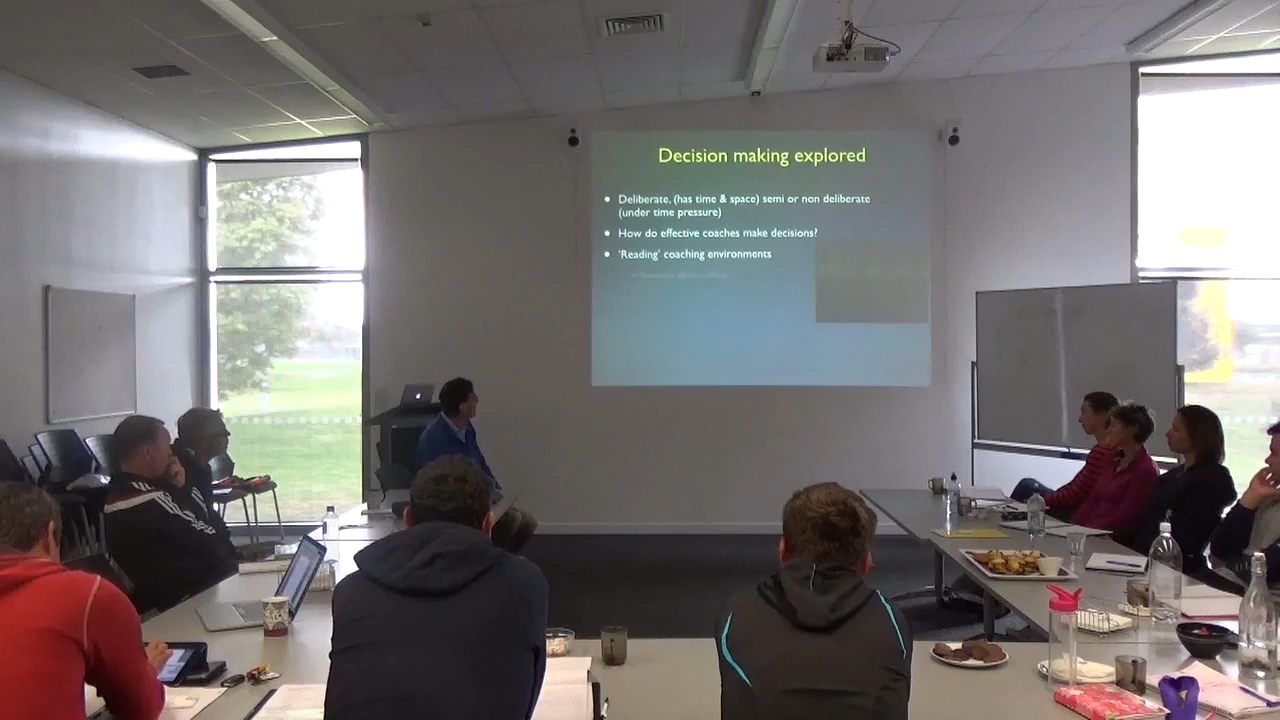 Decision making explored
Deliberate, (has time & space) semi or non deliberate
(under time pressure)
How do effective coaches make decisions?
‘Reading’ coaching environments